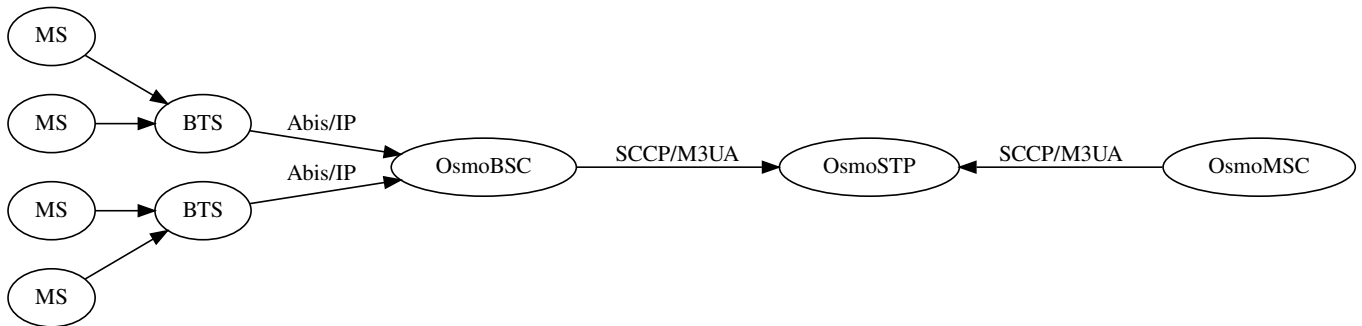 MS
MS
BTS
Abis/IP
OsmoBSC
SCCP/M3UA
OsmoSTP
SCCP/M3UA
OsmoMSC
Abis/IP
MS
BTS
MS